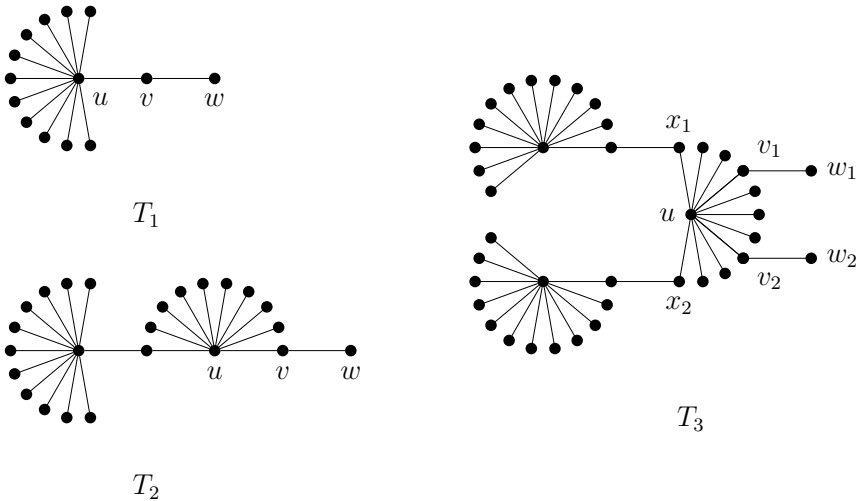 u v w
T₁
u v w
T₂
x₁
v₁
w₁
u
w₂
v₂
x₂
T₃